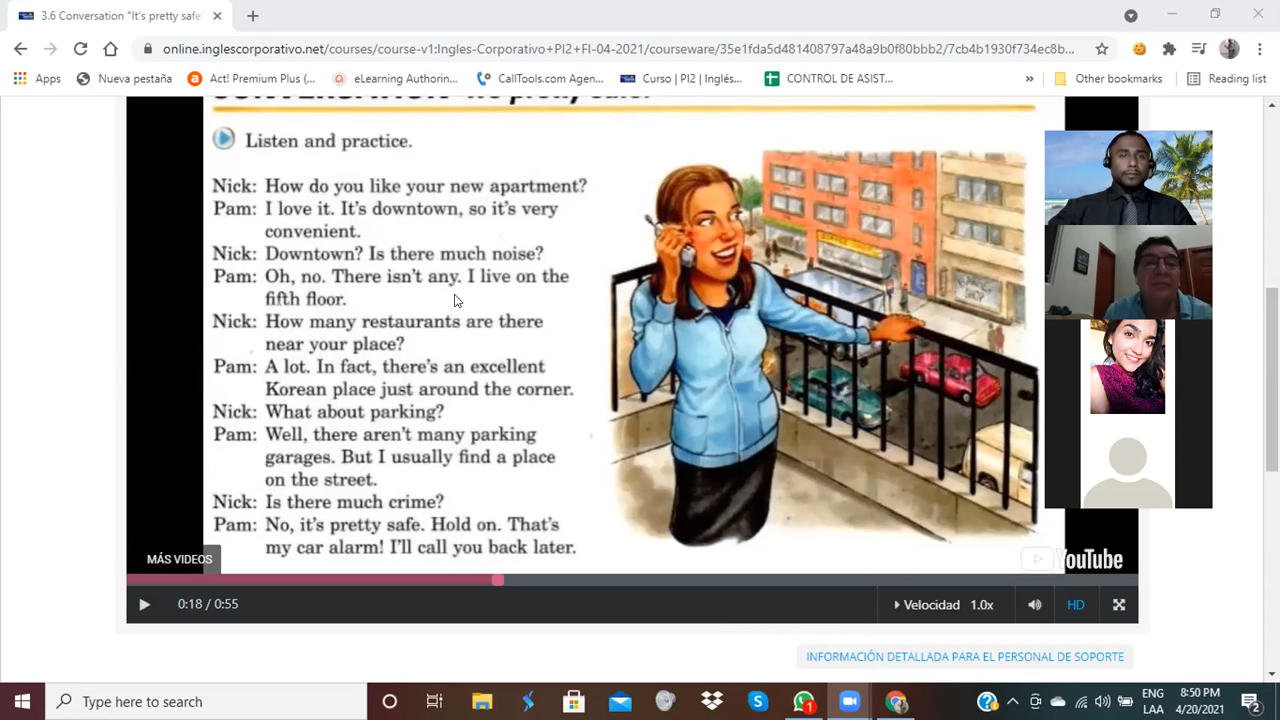 3.6 Conversation "It's pretty safe"
online.inglescorporativo.net/courses/course-v1:Ingles-Corporativo+PI2+FI-04-2021/courseware/35e1fda5d481408797a48a9b0f80bbb2/7cb4b1930f734ec8b...
Apps
Nueva pestaña
Act! Premium Plus (...
eLearning Authorin...
CallTools.com Agen...
Curso | PI2 | Inglés...
CONTROL DE ASIST...
»
Other bookmarks
Reading list
Listen and practice.
Nick: How do you like your new apartment?
Pam: I love it. It's downtown, so it's very
convenient.
Nick: Downtown? Is there much noise?
Pam: Oh, no. There isn't any. I live on the
fifth floor.
Nick: How many restaurants are there
near your place?
Pam: A lot. In fact, there's an excellent
Korean place just around the corner.
Nick: What about parking?
Pam: Well, there aren't many parking
garages. But I usually find a place
on the street.
Nick: Is there much crime?
Pam: No, it's pretty safe. Hold on. That's
my car alarm! I'll call you back later.
MÁS VIDEOS
YouTube
0:18 / 0:55
Velocidad 1.0x
HD
INFORMACIÓN DETALLADA PARA EL PERSONAL DE SOPORTE
Type here to search
1
ENG
LAA
8:50 PM
4/20/2021
2